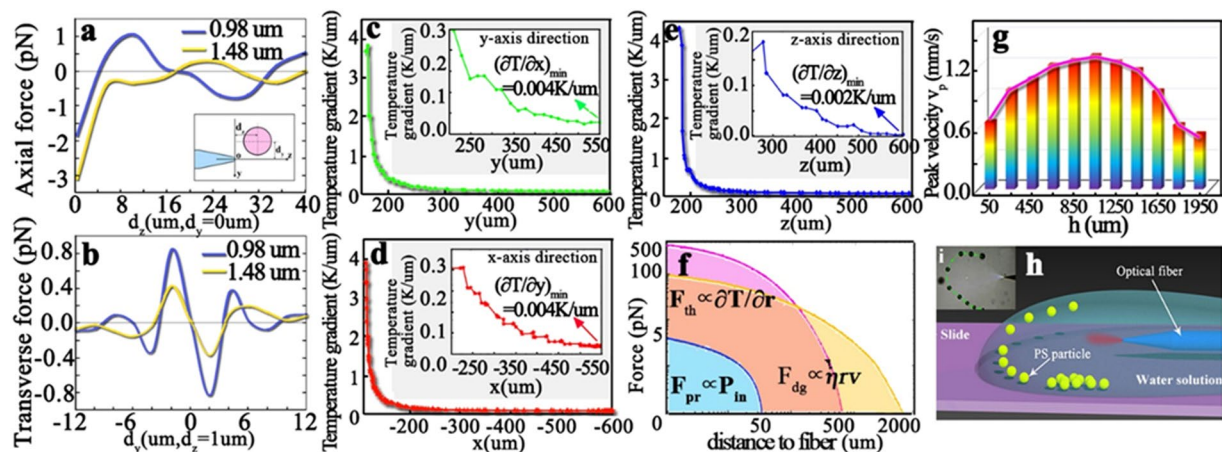 a
0.98 um
1.48 um
Axial force (pN)
1
0
-1
-2
-3
d_z
d_y
o
z
y
0 8 16 24 32 40
d_z(um,d_y=0um)
b
0.98 um
1.48 um
Transverse force (pN)
0.8
0.4
0.0
-0.4
-0.8
-12 -6 0 6 12
d_y(um,d_z=1um)
c
Temperature gradient (K/um)
4
3
2
1
0
y-axis direction
(∂T/∂x)min
=0.004K/um
Temperature
gradient (K/um)
0.3
0.2
0.1
0.0
250 350 450 550
y(um)
200 300 400 500 600
y(um)
d
Temperature gradient (K/um)
4
3
2
1
0
x-axis direction
(∂T/∂y)min
=0.004K/um
Temperature
gradient (K/um)
0.3
0.2
0.1
0.0
-250 -350 -450 -550
x(um)
-200 -300 -400 -500 -600
x(um)
e
Temperature gradient (K/um)
4
3
2
1
0
z-axis direction
(∂T/∂z)min
=0.002K/um
Temperature
gradient (K/um)
0.2
0.1
0.0
300 400 500 600
z(um)
200 300 400 500 600
z(um)
f
Force (pN)
500
100
5
0
F_th∝∂T/∂r
F_dg∝ηrv
F_pr∝P_in
0 50 500 2000
distance to fiber (um)
g
Peak velocity v_p (mm/s)
1.2
0.6
0.0
50 450 850 1250 1650 1950
h (um)
i
h
Optical fiber
Slide
PS particle
Water solution